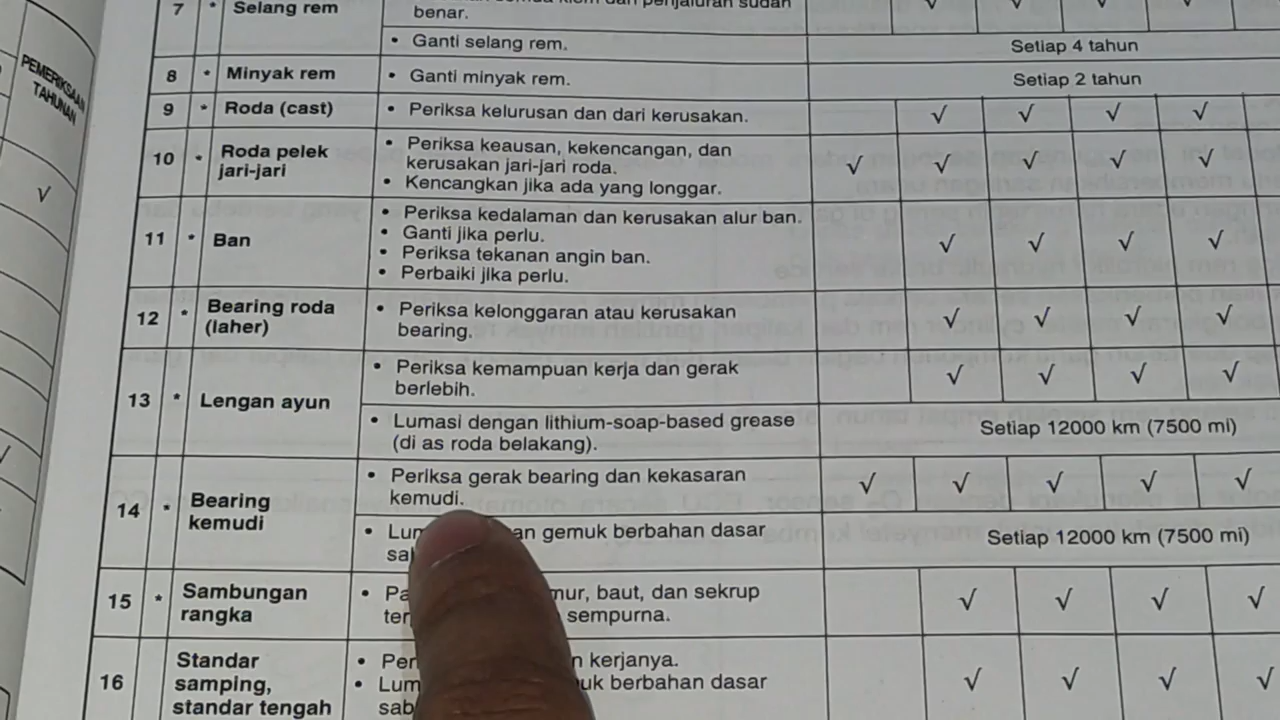 PEMERIKSAAN
TAHUNAN
√
7 * Selang rem
benar.
• Ganti selang rem. Setiap 4 tahun
8 * Minyak rem • Ganti minyak rem. Setiap 2 tahun
9 * Roda (cast) • Periksa kelurusan dan dari kerusakan. √ √ √ √
10 * Roda pelek
jari-jari
• Periksa keausan, kekencangan, dan
kerusakan jari-jari roda.
• Kencangkan jika ada yang longgar.
√ √ √ √ √
11 * Ban
• Periksa kedalaman dan kerusakan alur ban.
• Ganti jika perlu.
• Periksa tekanan angin ban.
• Perbaiki jika perlu.
√ √ √ √
12 * Bearing roda
(laher)
• Periksa kelonggaran atau kerusakan
bearing.
√ √ √ √
13 * Lengan ayun
• Periksa kemampuan kerja dan gerak
berlebih.
√ √ √ √
• Lumasi dengan lithium-soap-based grease
(di as roda belakang).
Setiap 12000 km (7500 mi)
14 * Bearing
kemudi
• Periksa gerak bearing dan kekasaran
kemudi.
√ √ √ √ √
• gemuk berbahan dasar
Setiap 12000 km (7500 mi)
15 * Sambungan
rangka
• mur, baut, dan sekrup
sempurna.
√ √ √ √
16 Standar
samping,
standar tengah
• kerjanya.
• berbahan dasar
√ √ √ √